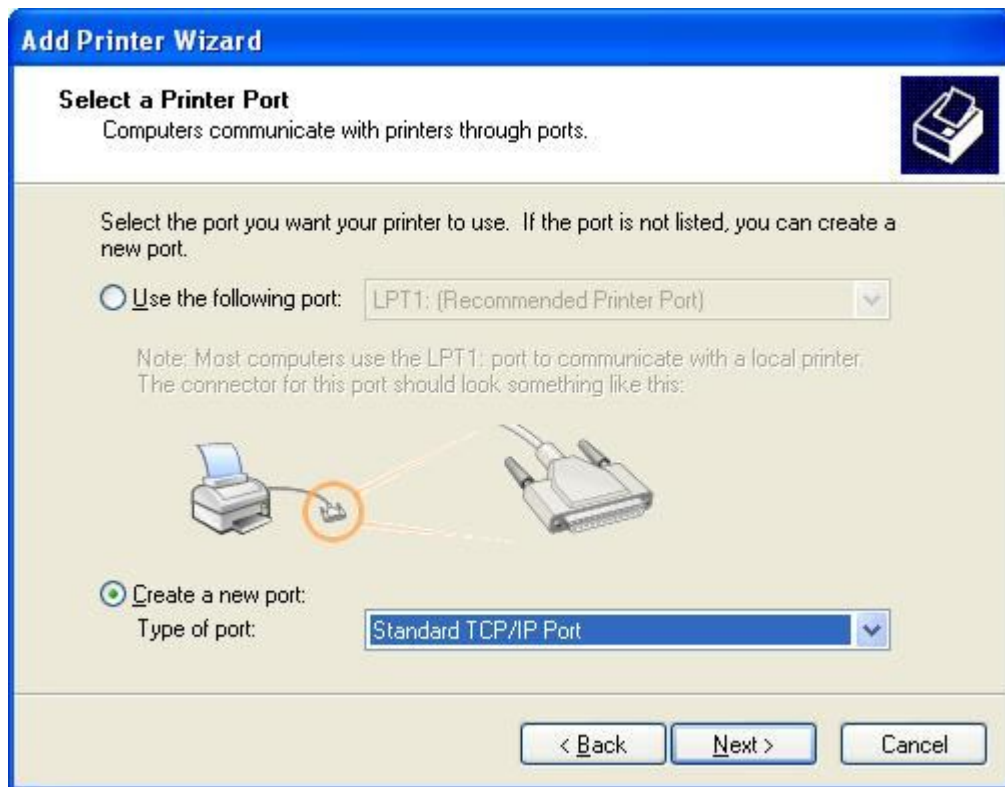 Add Printer Wizard
Select a Printer Port
Computers communicate with printers through ports.
Select the port you want your printer to use.  If the port is not listed, you can create a
new port.
Use the following port: LPT1: (Recommended Printer Port)
Note: Most computers use the LPT1: port to communicate with a local printer.
The connector for this port should look something like this:
Create a new port:
Type of port: Standard TCP/IP Port
< Back Next > Cancel